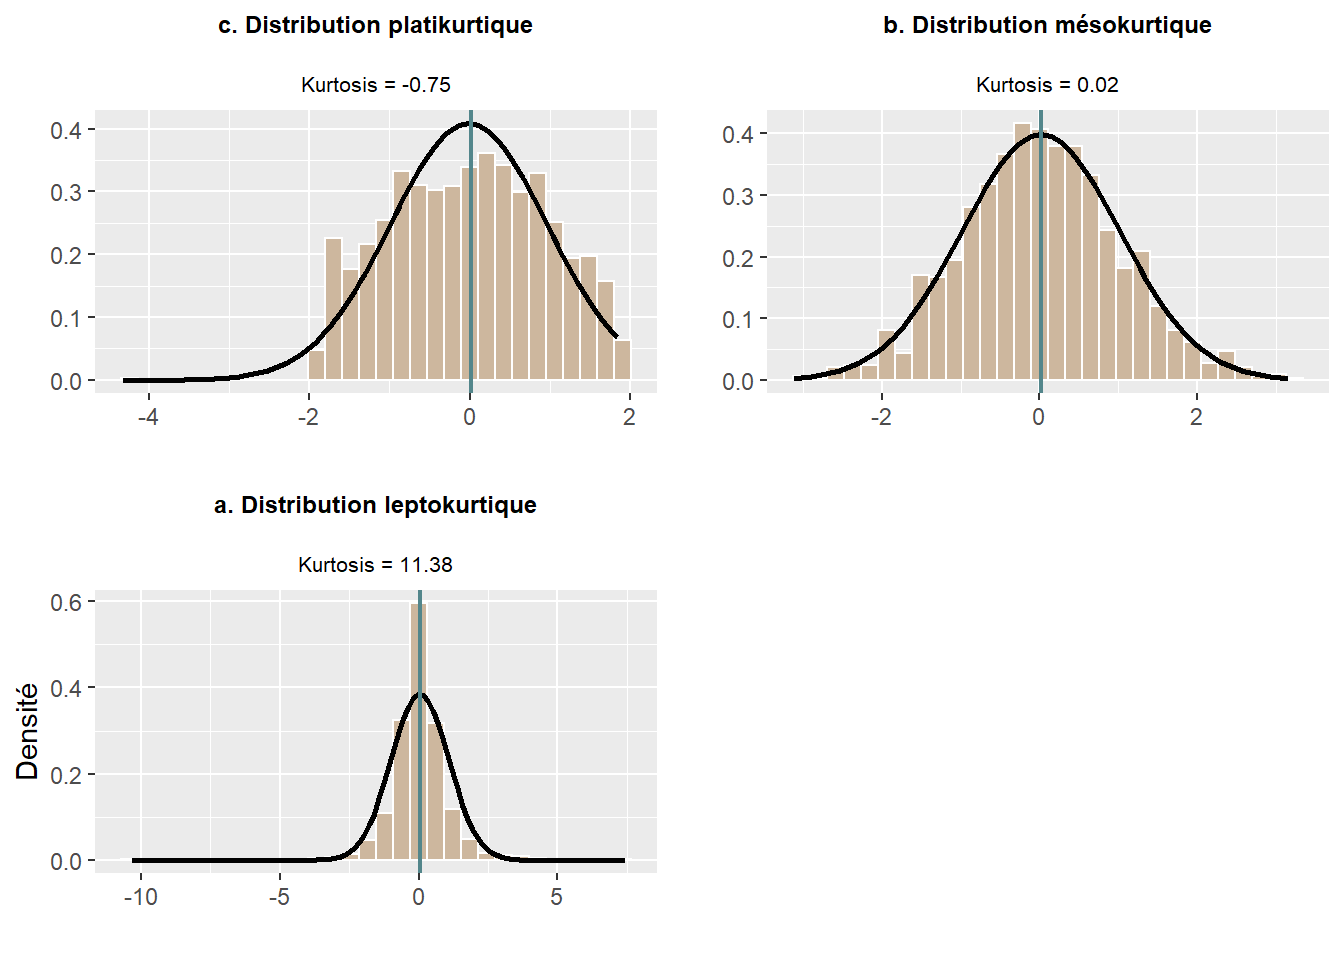 c. Distribution platikurtique
Kurtosis = -0.75
0.4
0.3
0.2
0.1
0.0
-4 -2 0 2
b. Distribution mésokurtique
Kurtosis = 0.02
0.4
0.3
0.2
0.1
0.0
-2 0 2
a. Distribution leptokurtique
Kurtosis = 11.38
Densité
0.6
0.4
0.2
0.0
-10 -5 0 5